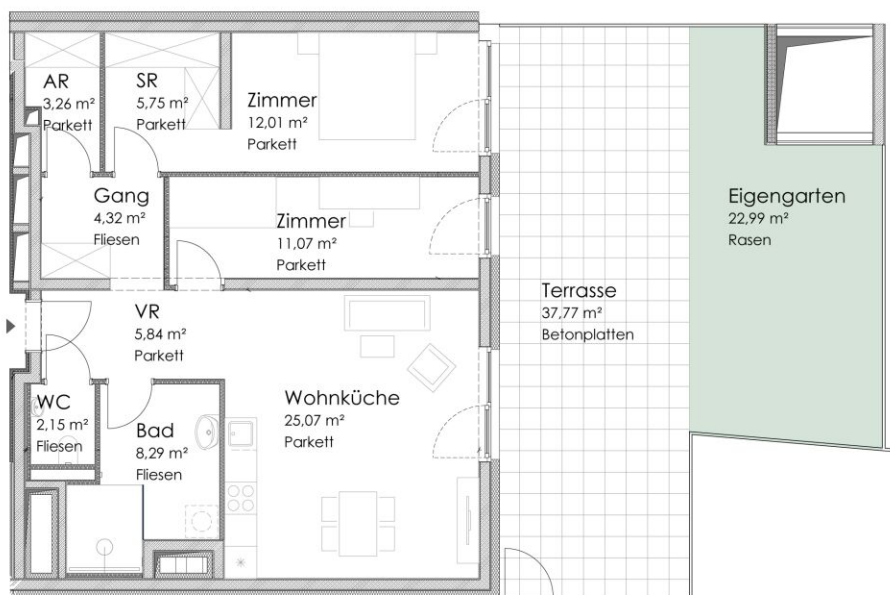 AR
3,26 m²
Parkett
SR
5,75 m²
Parkett
Zimmer
12,01 m²
Parkett
Gang
4,32 m²
Fliesen
Zimmer
11,07 m²
Parkett
Eigengarten
22,99 m²
Rasen
Terrasse
37,77 m²
Betonplatten
VR
5,84 m²
Parkett
WC
2,15 m²
Fliesen
Bad
8,29 m²
Fliesen
Wohnküche
25,07 m²
Parkett